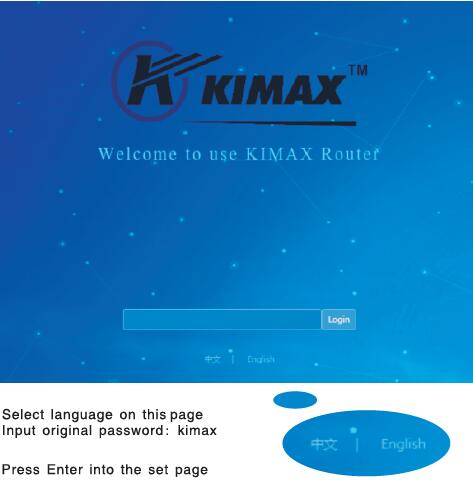 KIMAX™
Welcome to use KIMAX Router
Login
中文 | English
Select language on this page
Input original password: kimax
中文 | English
Press Enter into the set page